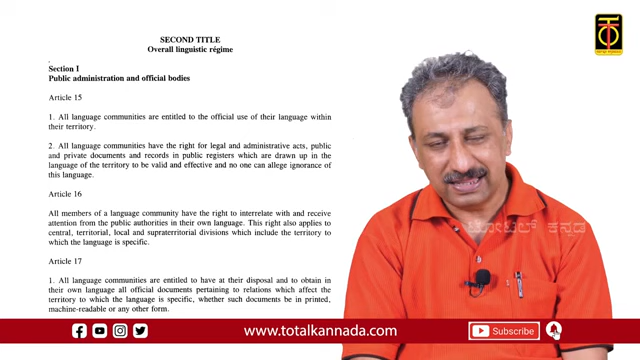 SECOND TITLE
Overall linguistic régime
Section I
Public administration and official bodies
Article 15
1. All language communities are entitled to the official use of their language within
their territory.
2. All language communities have the right for legal and administrative acts, public
and private documents and records in public registers which are drawn up in the
language of the territory to be valid and effective and no one can allege ignorance of
this language.
Article 16
All members of a language community have the right to interrelate with and receive
attention from the public authorities in their own language. This right also applies to
central, territorial, local and supraterritorial divisions which include the territory to
which the language is specific.
Article 17
1. All language communities are entitled to have at their disposal and to obtain in
their own language all official documents pertaining to relations which affect the
territory to which the language is specific, whether such documents be in printed,
machine-readable or any other form.
ಟೋಟಲ್ ಕನ್ನಡ
www.totalkannada.com
Subscribe